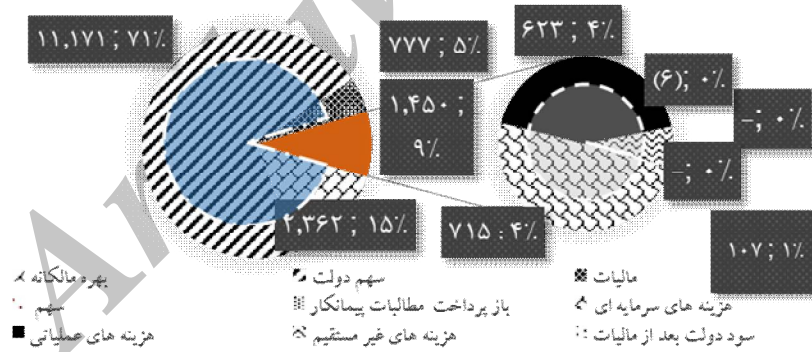 ۱۱,۱۷۱ ; ۷۱٪
۷۷۷ ; ۵٪
۶۲۳ ; ۴٪
(۶); ۰٪
–; ۰٪
۱,۴۵۰ ;
۹٪
–; ۰٪
۲,۳۶۲ ; ۱۵٪
۷۱۵ ; ۴٪
۱۰۷ ; ۱٪
مالیات
سهم دولت
بهره مالکانه
هزینه های سرمایه ای
باز پرداخت مطالبات پیمانکار
سهم
سود دولت بعد از مالیات
هزینه های غیر مستقیم
هزینه های عملیاتی